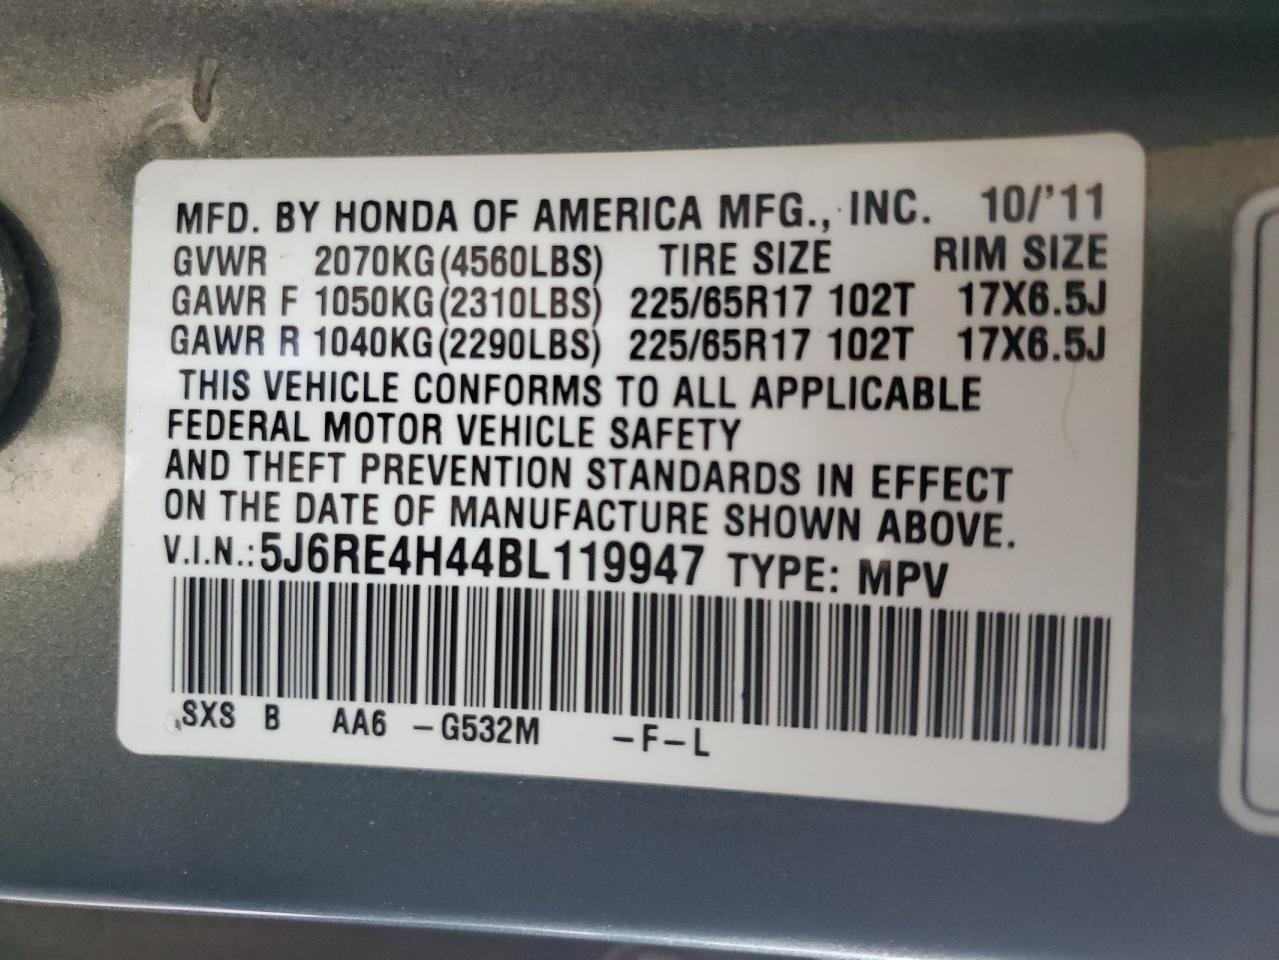 MFD. BY HONDA OF AMERICA MFG., INC. 10/'11
GVWR 2070KG(4560LBS) TIRE SIZE RIM SIZE
GAWR F 1050KG(2310LBS) 225/65R17 102T 17X6.5J
GAWR R 1040KG(2290LBS) 225/65R17 102T 17X6.5J
THIS VEHICLE CONFORMS TO ALL APPLICABLE
FEDERAL MOTOR VEHICLE SAFETY
AND THEFT PREVENTION STANDARDS IN EFFECT
ON THE DATE OF MANUFACTURE SHOWN ABOVE.
V.I.N.:5J6RE4H44BL119947 TYPE: MPV
SXS B AA6 -G532M -F-L